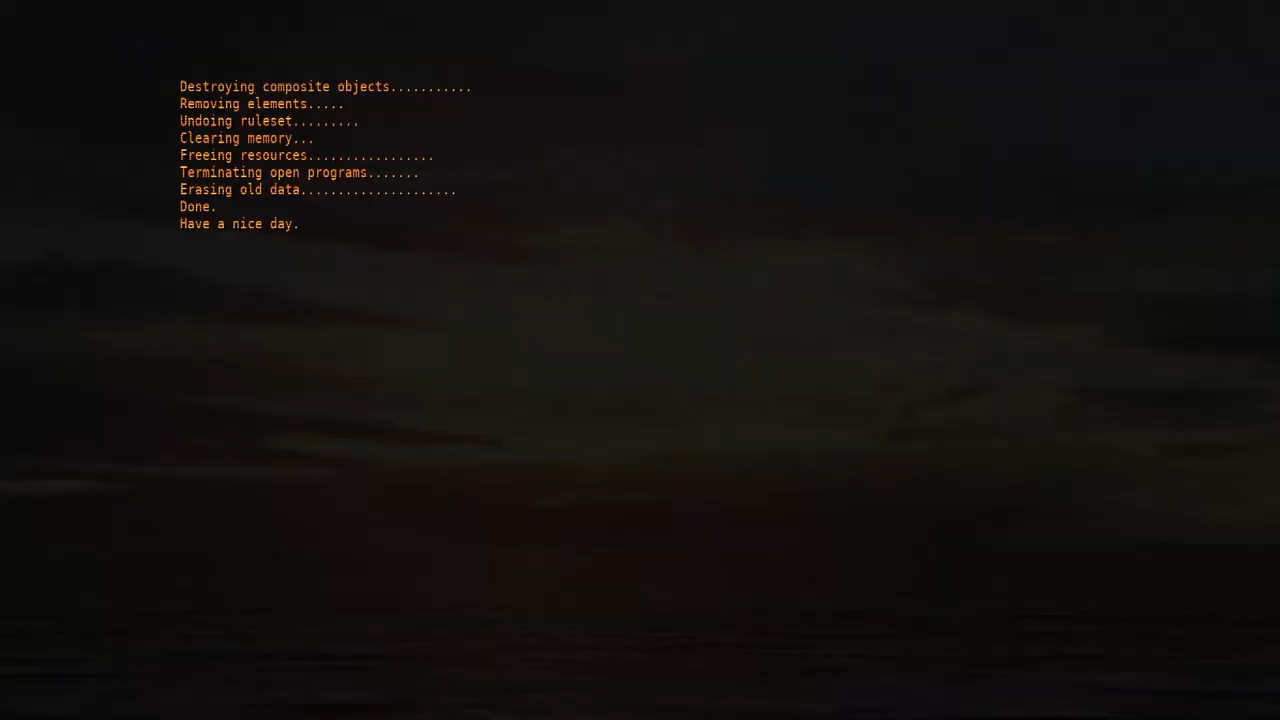 Destroying composite objects...........
Removing elements.....
Undoing ruleset.........
Clearing memory...
Freeing resources.................
Terminating open programs.......
Erasing old data.....................
Done.
Have a nice day.